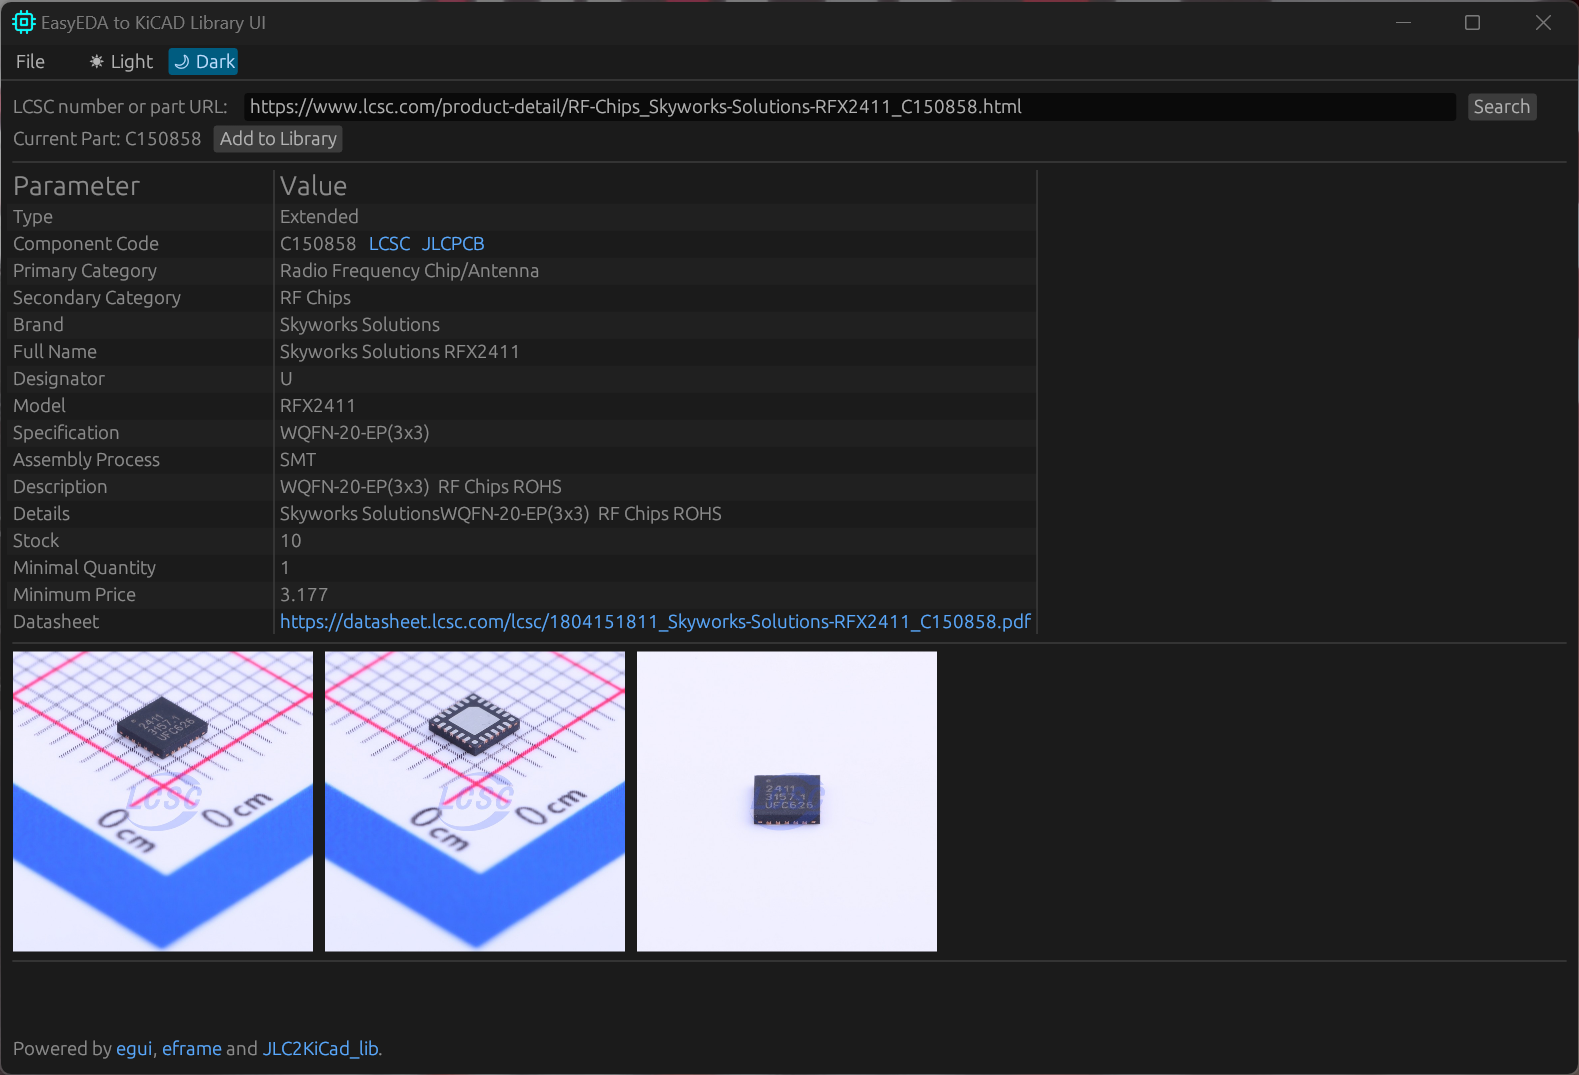 EasyEDA to KiCAD Library UI
File Light Dark
LCSC number or part URL: https://www.lcsc.com/product-detail/RF-Chips_Skyworks-Solutions-RFX2411_C150858.html Search
Current Part: C150858 Add to Library
Parameter Value
Type Extended
Component Code C150858 LCSC JLCPCB
Primary Category Radio Frequency Chip/Antenna
Secondary Category RF Chips
Brand Skyworks Solutions
Full Name Skyworks Solutions RFX2411
Designator U
Model RFX2411
Specification WQFN-20-EP(3x3)
Assembly Process SMT
Description WQFN-20-EP(3x3) RF Chips ROHS
Details Skyworks SolutionsWQFN-20-EP(3x3) RF Chips ROHS
Stock 10
Minimal Quantity 1
Minimum Price 3.177
Datasheet https://datasheet.lcsc.com/lcsc/1804151811_Skyworks-Solutions-RFX2411_C150858.pdf
2411
3157.1
UFC626
LCSC
0cm 0cm
LCSC
0cm 0cm
2411
3157.1
UFC626
Powered by egui, eframe and JLC2KiCad_lib.